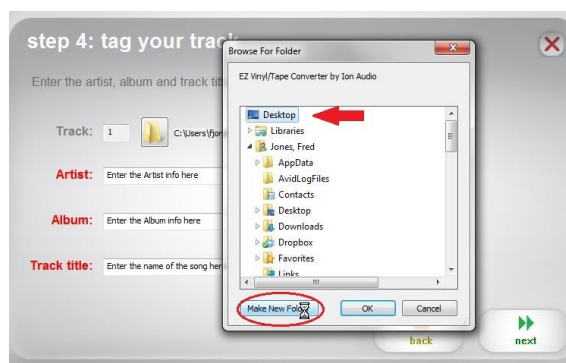 step 4: tag your trac
Browse For Folder
Enter the artist, album and track titl
EZ Vinyl/Tape Converter by Ion Audio
Desktop
Libraries
Track: 1 C:\Users\fjon
Jones, Fred
AppData
AvidLogFiles
Artist: Enter the Artist info here
Contacts
Desktop
Album: Enter the Album info here
Downloads
Dropbox
Favorites
Track title: Enter the name of the song her
Links
Make New Fold
OK
Cancel
back
next